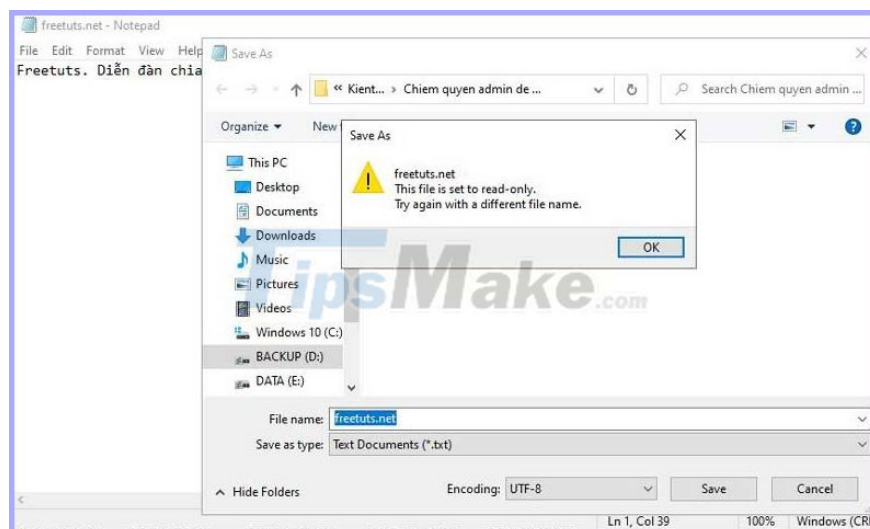 freetuts.net - Notepad
File Edit Format View Help
Freetuts. Diễn đàn chia
Save As
« Kient... › Chiem quyen admin de ...
Search Chiem quyen admin ...
Organize
New
Save As
This PC
Desktop
Documents
Downloads
Music
Pictures
Videos
Windows 10 (C:)
BACKUP (D:)
DATA (E:)
freetuts.net
This file is set to read-only.
Try again with a different file name.
OK
TipsMake.com
File name: freetuts.net
Save as type: Text Documents (*.txt)
Hide Folders
Encoding: UTF-8
Save
Cancel
Ln 1, Col 39
100%
Windows (CR